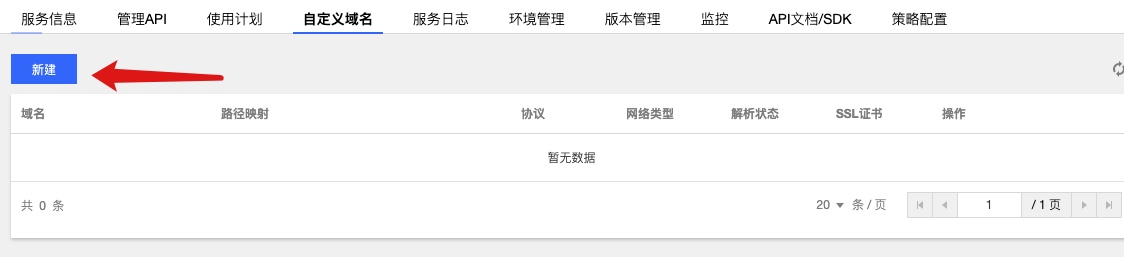 服务信息 管理API 使用计划 自定义域名 服务日志 环境管理 版本管理 监控 API文档/SDK 策略配置
新建
域名 路径映射 协议 网络类型 解析状态 SSL证书 操作
暂无数据
共 0 条 20 条 / 页 1 / 1 页